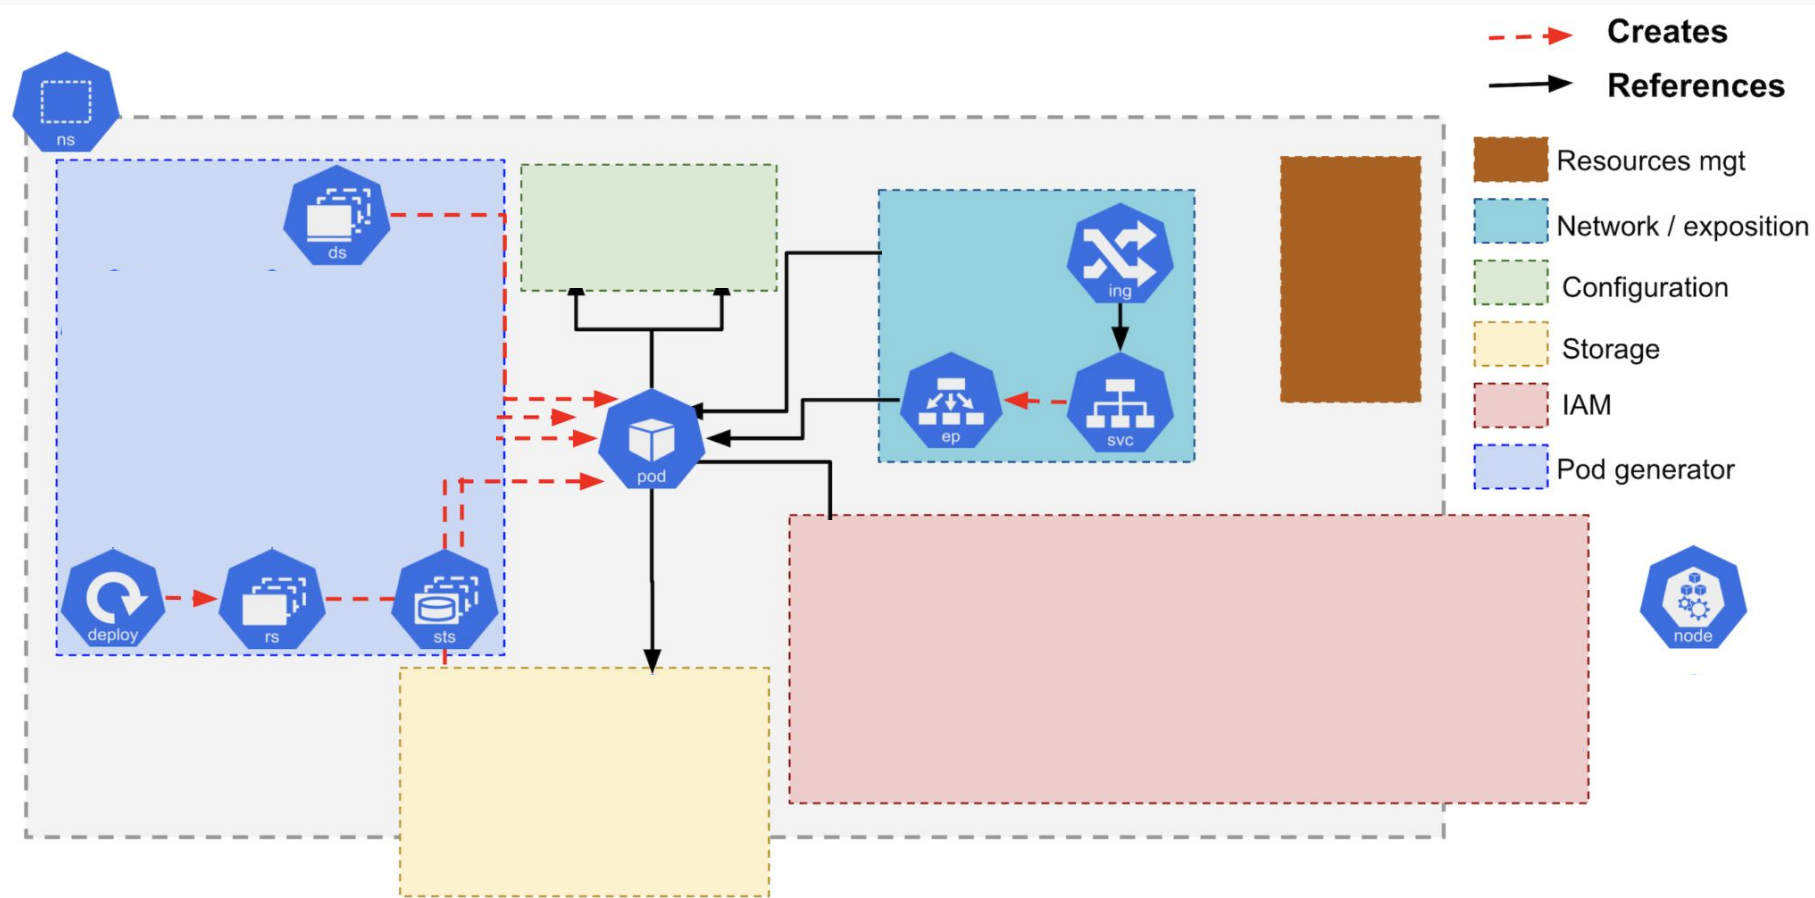 Creates
References
ns
Resources mgt
ds
Network / exposition
ing
Configuration
Storage
IAM
ep
svc
pod
Pod generator
deploy
rs
sts
node